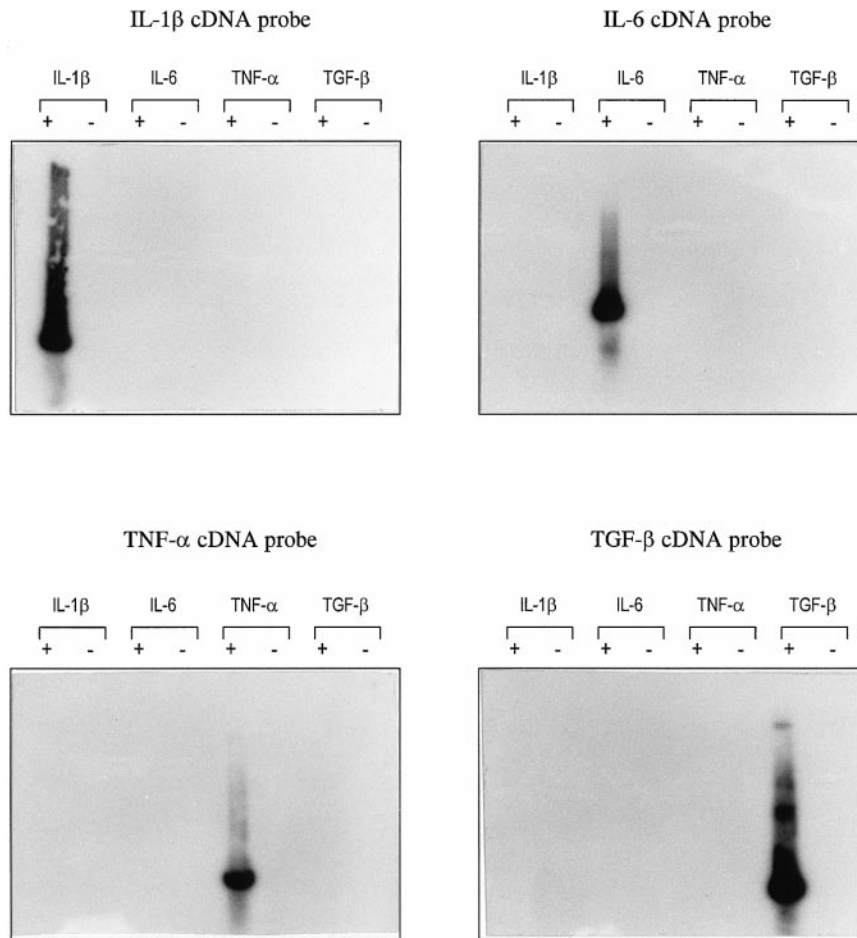 IL-1β cDNA probe
IL-1β IL-6 TNF-α TGF-β
+ - + - + - + -
IL-6 cDNA probe
IL-1β IL-6 TNF-α TGF-β
+ - + - + - + -
TNF-α cDNA probe
IL-1β IL-6 TNF-α TGF-β
+ - + - + - + -
TGF-β cDNA probe
IL-1β IL-6 TNF-α TGF-β
+ - + - + - + -